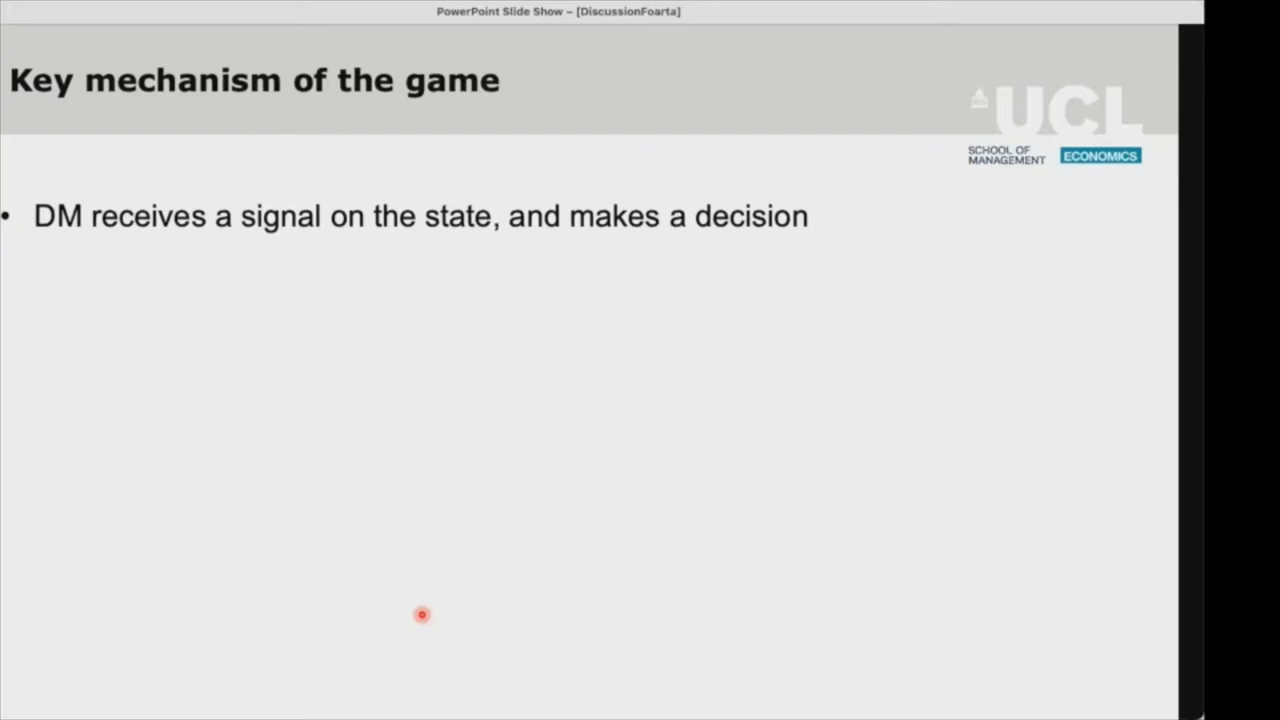 PowerPoint Slide Show – [DiscussionFoarta]
Key mechanism of the game
UCL
SCHOOL OF
MANAGEMENT
ECONOMICS
• DM receives a signal on the state, and makes a decision